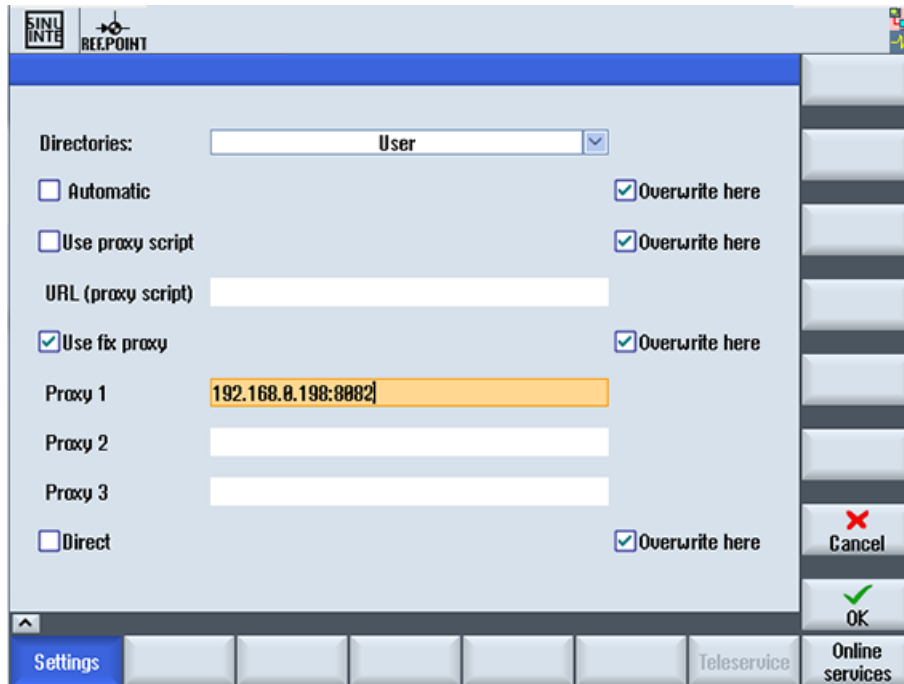 SINU
INTE
REF.POINT
Directories:
User
Automatic
Overwrite here
Use proxy script
Overwrite here
URL (proxy script)
Use fix proxy
Overwrite here
Proxy 1
192.168.0.198:8082
Proxy 2
Proxy 3
Direct
Overwrite here
Cancel
OK
Settings
Teleservice
Online
services